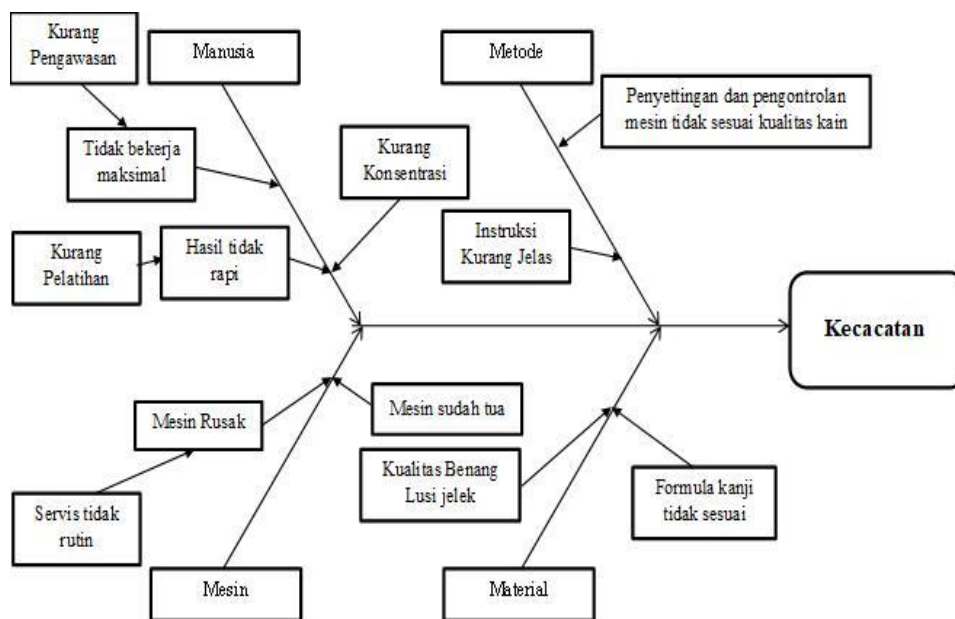 Kurang
Pengawasan
Manusia
Metode
Penyettingan dan pengontrolan
mesin tidak sesuai kualitas kain
Tidak bekerja
maksimal
Kurang
Konsentrasi
Kurang
Pelatihan
Hasil tidak
rapi
Instruksi
Kurang Jelas
Kecacatan
Mesin Rusak
Mesin sudah tua
Kualitas Benang
Lusi jelek
Formula kanji
tidak sesuai
Servis tidak
rutin
Mesin
Material